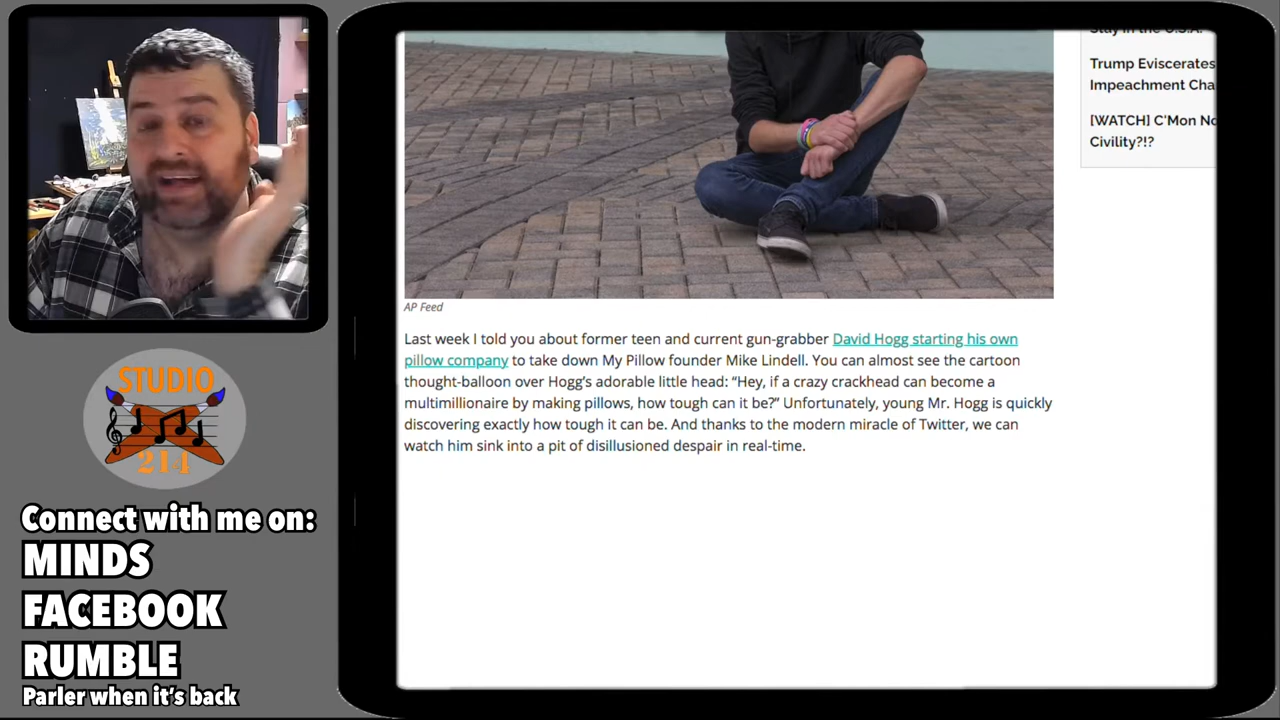 STUDIO
214
Connect with me on:
MINDS
FACEBOOK
RUMBLE
Parler when it's back
AP Feed
Last week I told you about former teen and current gun-grabber David Hogg starting his own
pillow company to take down My Pillow founder Mike Lindell. You can almost see the cartoon
thought-balloon over Hogg's adorable little head: “Hey, if a crazy crackhead can become a
multimillionaire by making pillows, how tough can it be?” Unfortunately, young Mr. Hogg is quickly
discovering exactly how tough it can be. And thanks to the modern miracle of Twitter, we can
watch him sink into a pit of disillusioned despair in real-time.
Stay in the U.S.A.
Trump Eviscerates
Impeachment Cha
[WATCH] C'Mon No
Civility?!?